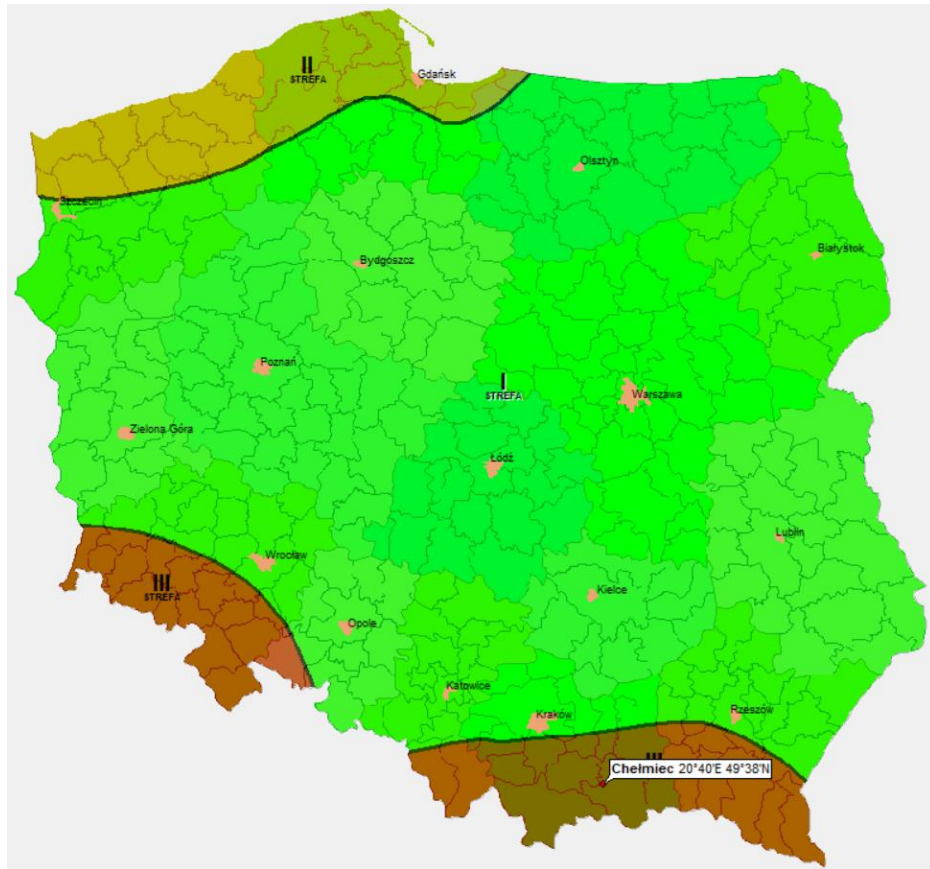 II
STREFA
Gdańsk
Olsztyn
Szczecin
Białystok
Bydgoszcz
Poznań
I
STREFA
Warszawa
Zielona Góra
Łódź
Lublin
Wrocław
III
STREFA
Kielce
Opole
Katowice
Rzeszów
Kraków
III
Chełmiec 20°40'E 49°38'N